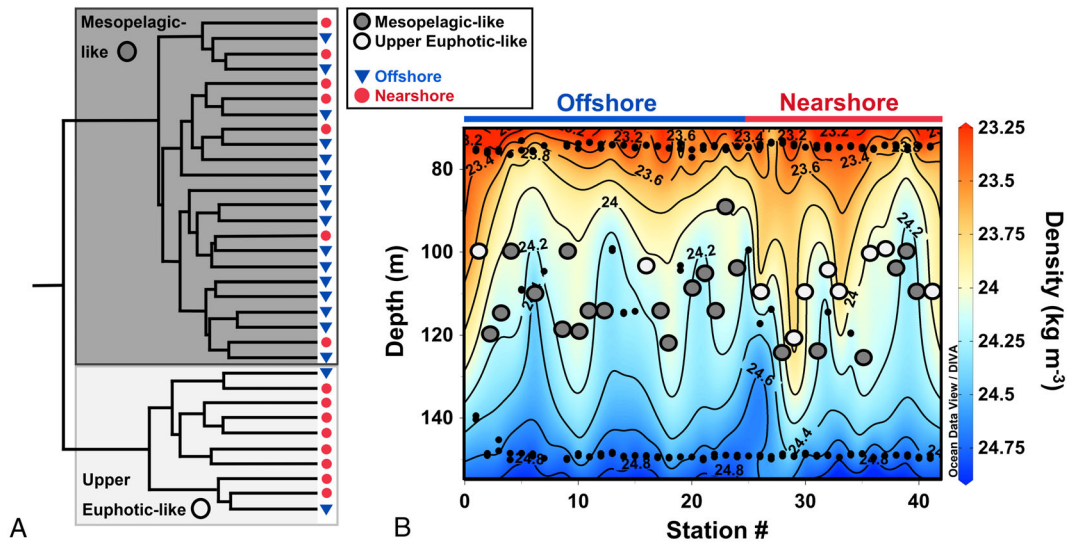 Mesopelagic-
like
Upper
Euphotic-like
A
Mesopelagic-like
Upper Euphotic-like
Offshore
Nearshore
Offshore
Nearshore
23.2
23.6
23.2
23.2
23.4
23.8
23.6
23.6
23.4
23.8
24
24.2
24.2
24.2
24
24.6
24.4
24.8
24.8
24.8
24.8
80
100
120
140
Depth (m)
0
10
20
30
40
Station #
B
Ocean Data View / DIVA
23.25
23.5
23.75
24
24.25
24.5
24.75
Density (kg m⁻³)